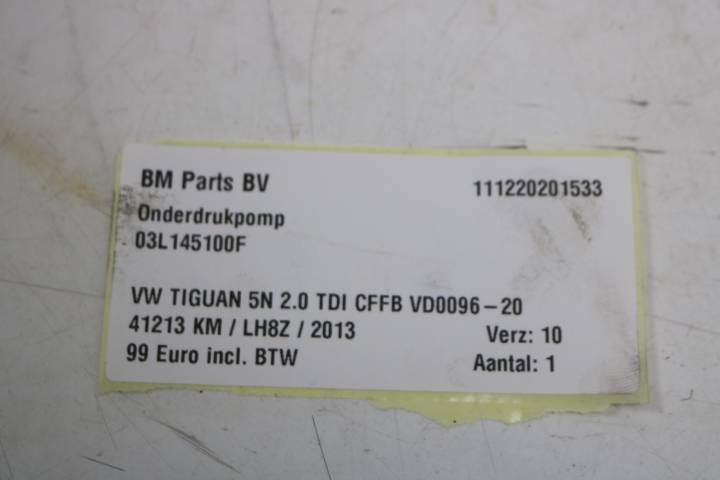 BM Parts BV 111220201533
Onderdrukpomp
03L145100F
VW TIGUAN 5N 2.0 TDI CFFB VD0096-20
41213 KM / LH8Z / 2013 Verz: 10
99 Euro incl. BTW Aantal: 1